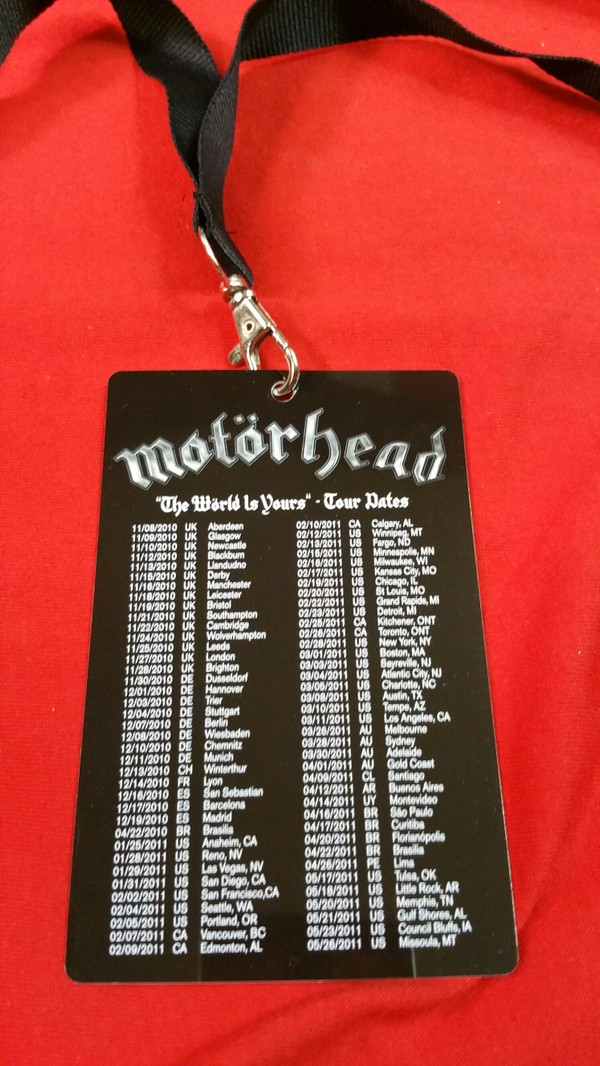 motörhead
"The Wörld Is Yours" - Tour Dates
11/08/2010 UK Aberdeen
11/09/2010 UK Glasgow
11/10/2010 UK Newcastle
11/12/2010 UK Blackburn
11/13/2010 UK Llandudno
11/15/2010 UK Derby
11/16/2010 UK Manchester
11/18/2010 UK Leicester
11/19/2010 UK Bristol
11/21/2010 UK Southampton
11/22/2010 UK Cambridge
11/24/2010 UK Wolverhampton
11/25/2010 UK Leeds
11/27/2010 UK London
11/28/2010 UK Brighton
11/30/2010 DE Dusseldorf
12/01/2010 DE Hannover
12/03/2010 DE Trier
12/04/2010 DE Stuttgart
12/07/2010 DE Berlin
12/08/2010 DE Wiesbaden
12/10/2010 DE Chemnitz
12/11/2010 DE Munich
12/13/2010 CH Winterthur
12/14/2010 FR Lyon
12/16/2010 ES San Sebastian
12/17/2010 ES Barcelona
12/19/2010 ES Madrid
04/22/2010 BR Brasilia
01/25/2011 US Anaheim, CA
01/28/2011 US Reno, NV
01/29/2011 US Las Vegas, NV
01/31/2011 US San Diego, CA
02/02/2011 US San Francisco,CA
02/04/2011 US Seattle, WA
02/05/2011 US Portland, OR
02/07/2011 CA Vancouver, BC
02/09/2011 CA Edmonton, AL
02/10/2011 CA Calgary, AL
02/12/2011 US Winnipeg, MT
02/13/2011 US Fargo, ND
02/15/2011 US Minneapolis, MN
02/16/2011 US Milwaukee, WI
02/17/2011 US Kansas City, MO
02/19/2011 US Chicago, IL
02/20/2011 US St Louis, MO
02/22/2011 US Grand Rapids, MI
02/23/2011 US Detroit, MI
02/25/2011 CA Kitchener, ONT
02/26/2011 CA Toronto, ONT
02/28/2011 US New York, NY
03/01/2011 US Boston, MA
03/03/2011 US Sayreville, NJ
03/04/2011 US Atlantic City, NJ
03/06/2011 US Charlotte, NC
03/08/2011 US Austin, TX
03/10/2011 US Tempe, AZ
03/11/2011 US Los Angeles, CA
03/26/2011 AU Melbourne
03/28/2011 AU Sydney
03/30/2011 AU Adelaide
04/01/2011 AU Gold Coast
04/09/2011 CL Santiago
04/12/2011 AR Buenos Aires
04/14/2011 UY Montevideo
04/16/2011 BR São Paulo
04/17/2011 BR Curitiba
04/20/2011 BR Florianópolis
04/22/2011 BR Brasilia
04/26/2011 PE Lima
05/17/2011 US Tulsa, OK
05/18/2011 US Little Rock, AR
05/20/2011 US Memphis, TN
05/21/2011 US Gulf Shores, AL
05/23/2011 US Council Bluffs, IA
05/26/2011 US Missoula, MT